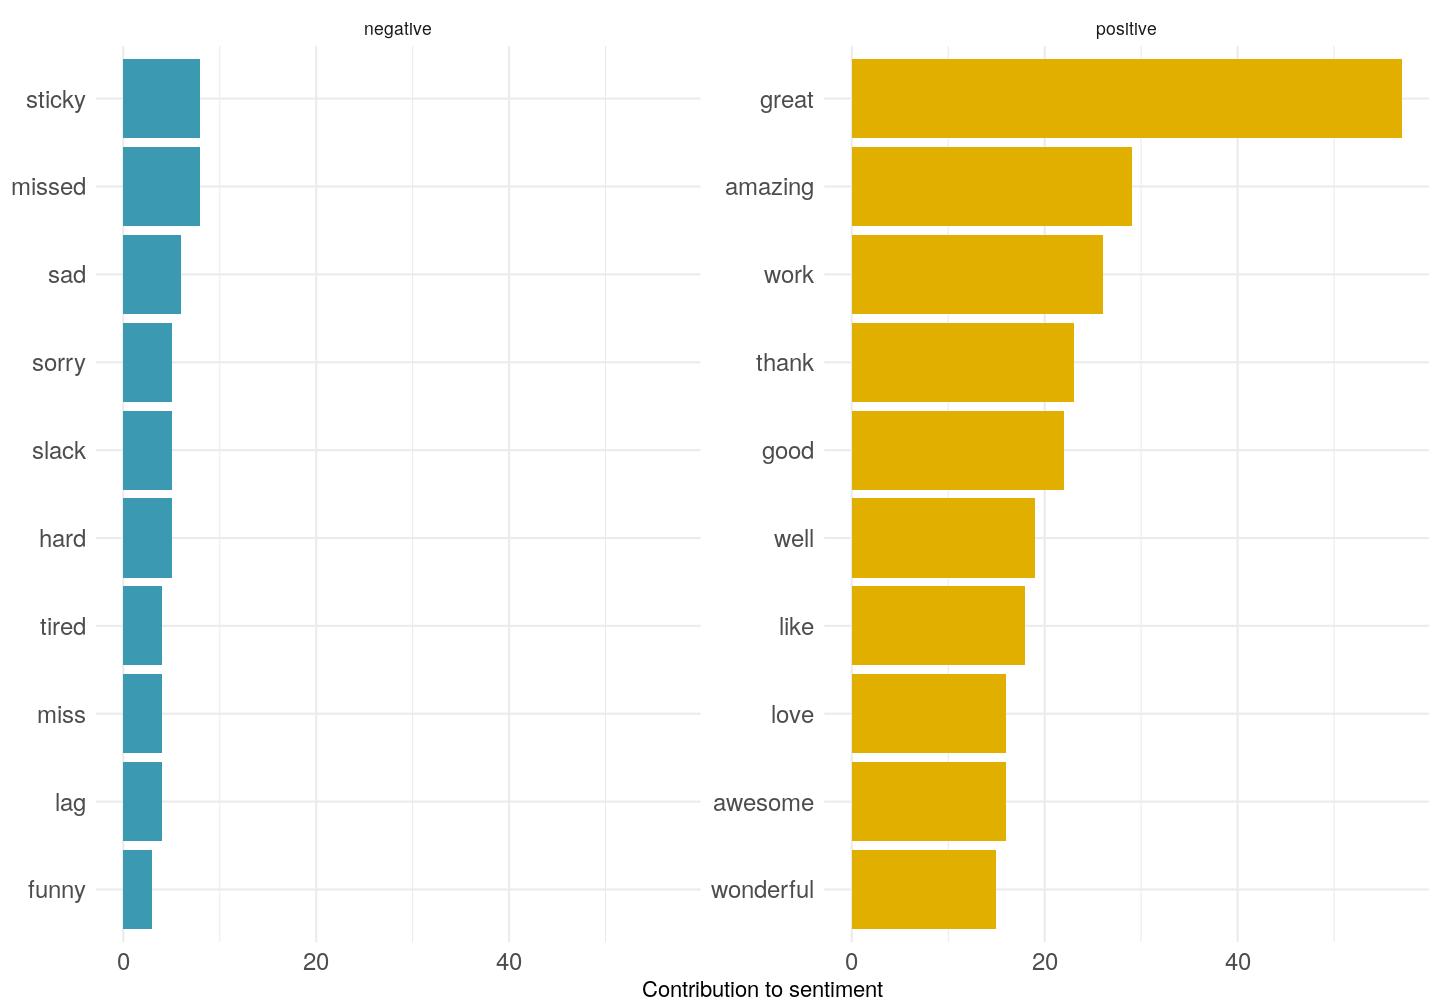 negative
sticky
missed
sad
sorry
slack
hard
tired
miss
lag
funny
0 20 40
positive
great
amazing
work
thank
good
well
like
love
awesome
wonderful
0 20 40
Contribution to sentiment